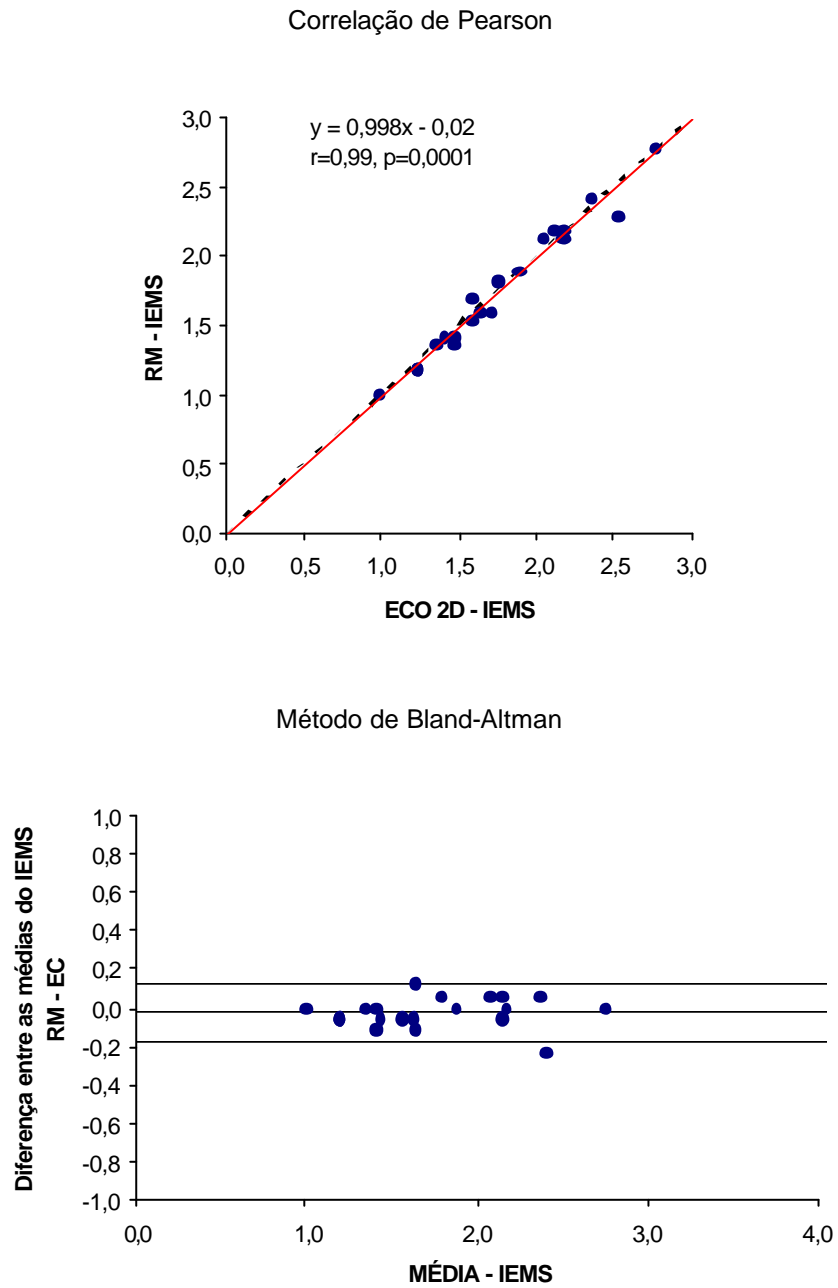 Correlação de Pearson
y = 0,998x - 0,02
r=0,99, p=0,0001
3,0
2,5
2,0
1,5
1,0
0,5
0,0
RM - IEMS
0,0 0,5 1,0 1,5 2,0 2,5 3,0
ECO 2D - IEMS
Método de Bland-Altman
Diferença entre as médias do IEMS
RM - EC
1,0
0,8
0,6
0,4
0,2
0,0
-0,2
-0,4
-0,6
-0,8
-1,0
0,0 1,0 2,0 3,0 4,0
MÉDIA - IEMS